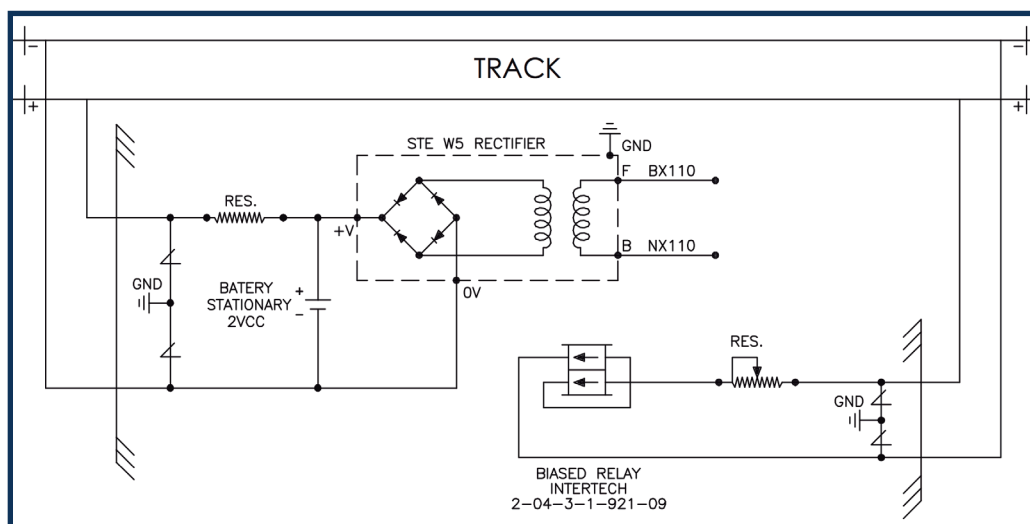 -
-
TRACK
+
+
STE W5 RECTIFIER
GND
F BX110
RES.
+V
B NX110
GND
BATERY
STATIONARY
2VCC
+
-
0V
RES.
GND
BIASED RELAY
INTERTECH
2-04-3-1-921-09